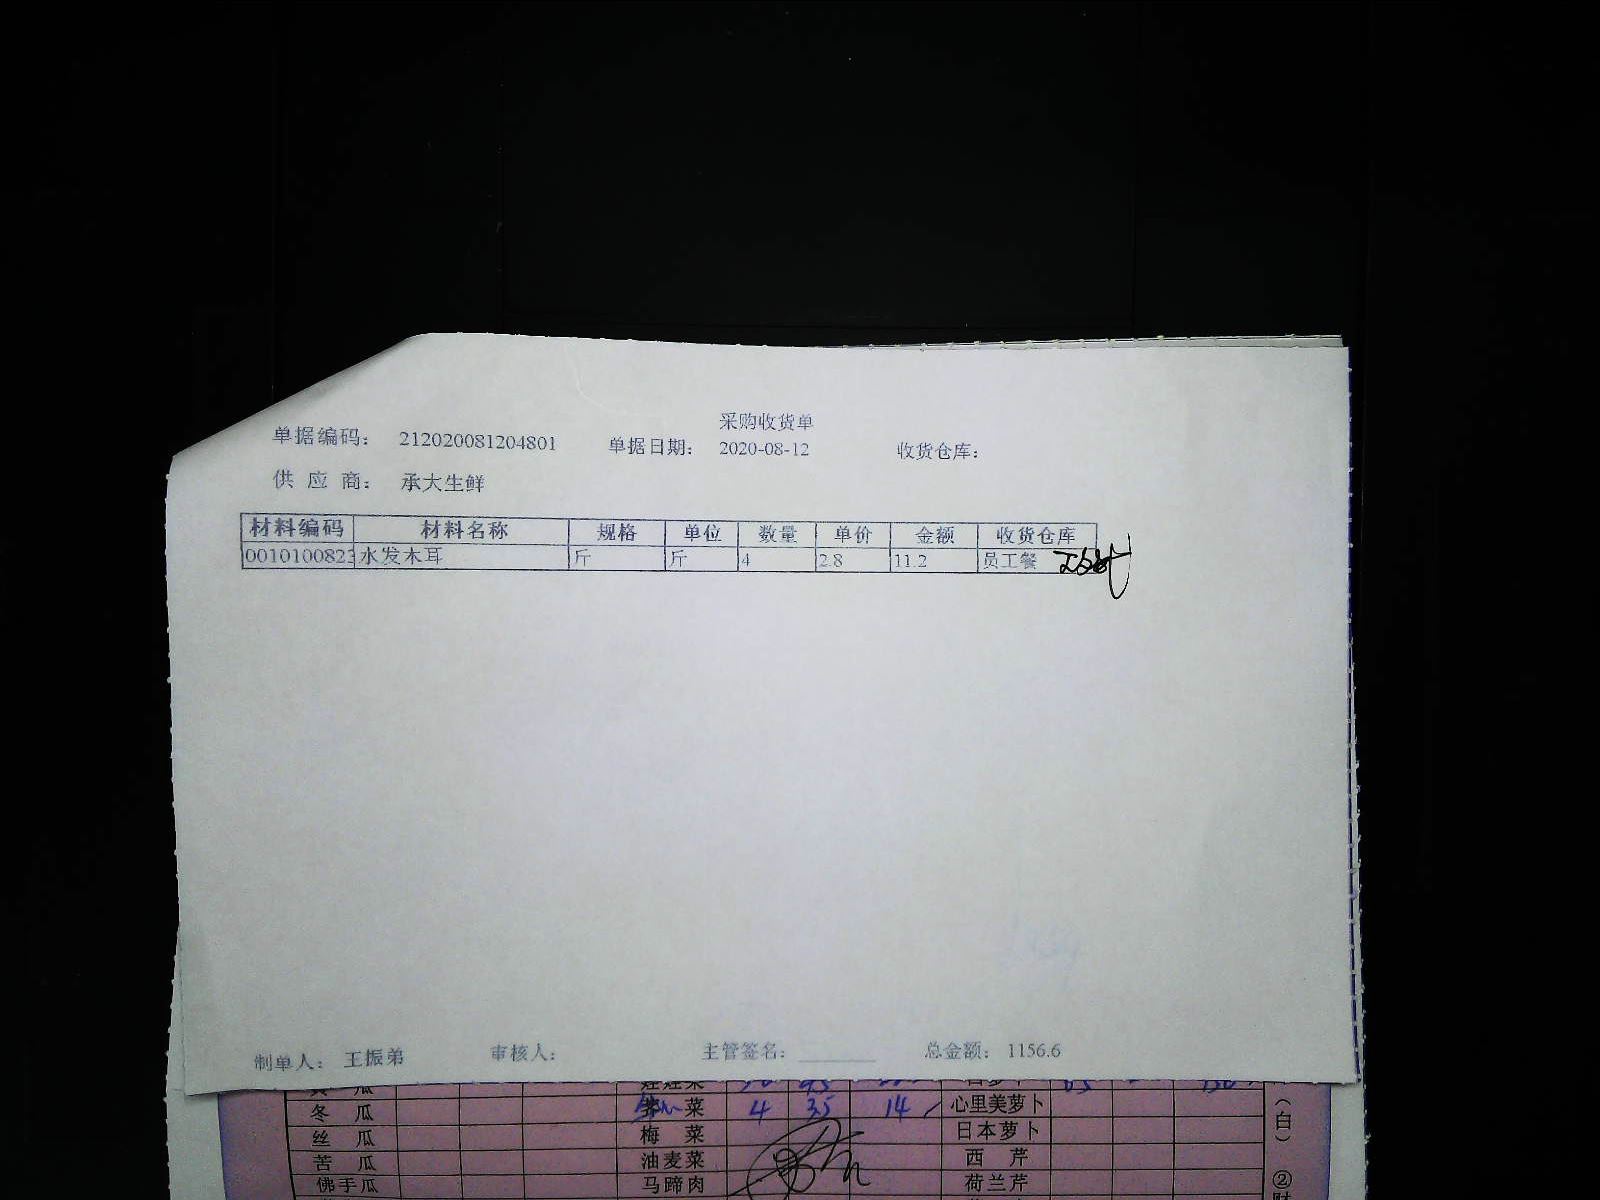 采购收货单
单据编码: 212020081204801 单据日期: 2020-08-12 收货仓库:
供应商: 承大生鲜
材料编码 材料名称 规格 单位 数量 单价 金额 收货仓库
0010100823 水发木耳 斤 斤 4 2.8 11.2 员工餐
制单人: 王振弟 审核人: 主管签名: 总金额: 1156.6
冬瓜 菜 4 3.5 14 心里美萝卜
丝瓜 梅菜 日本萝卜
苦瓜 油麦菜 西芹
佛手瓜 马蹄肉 荷兰芹
(白) ②